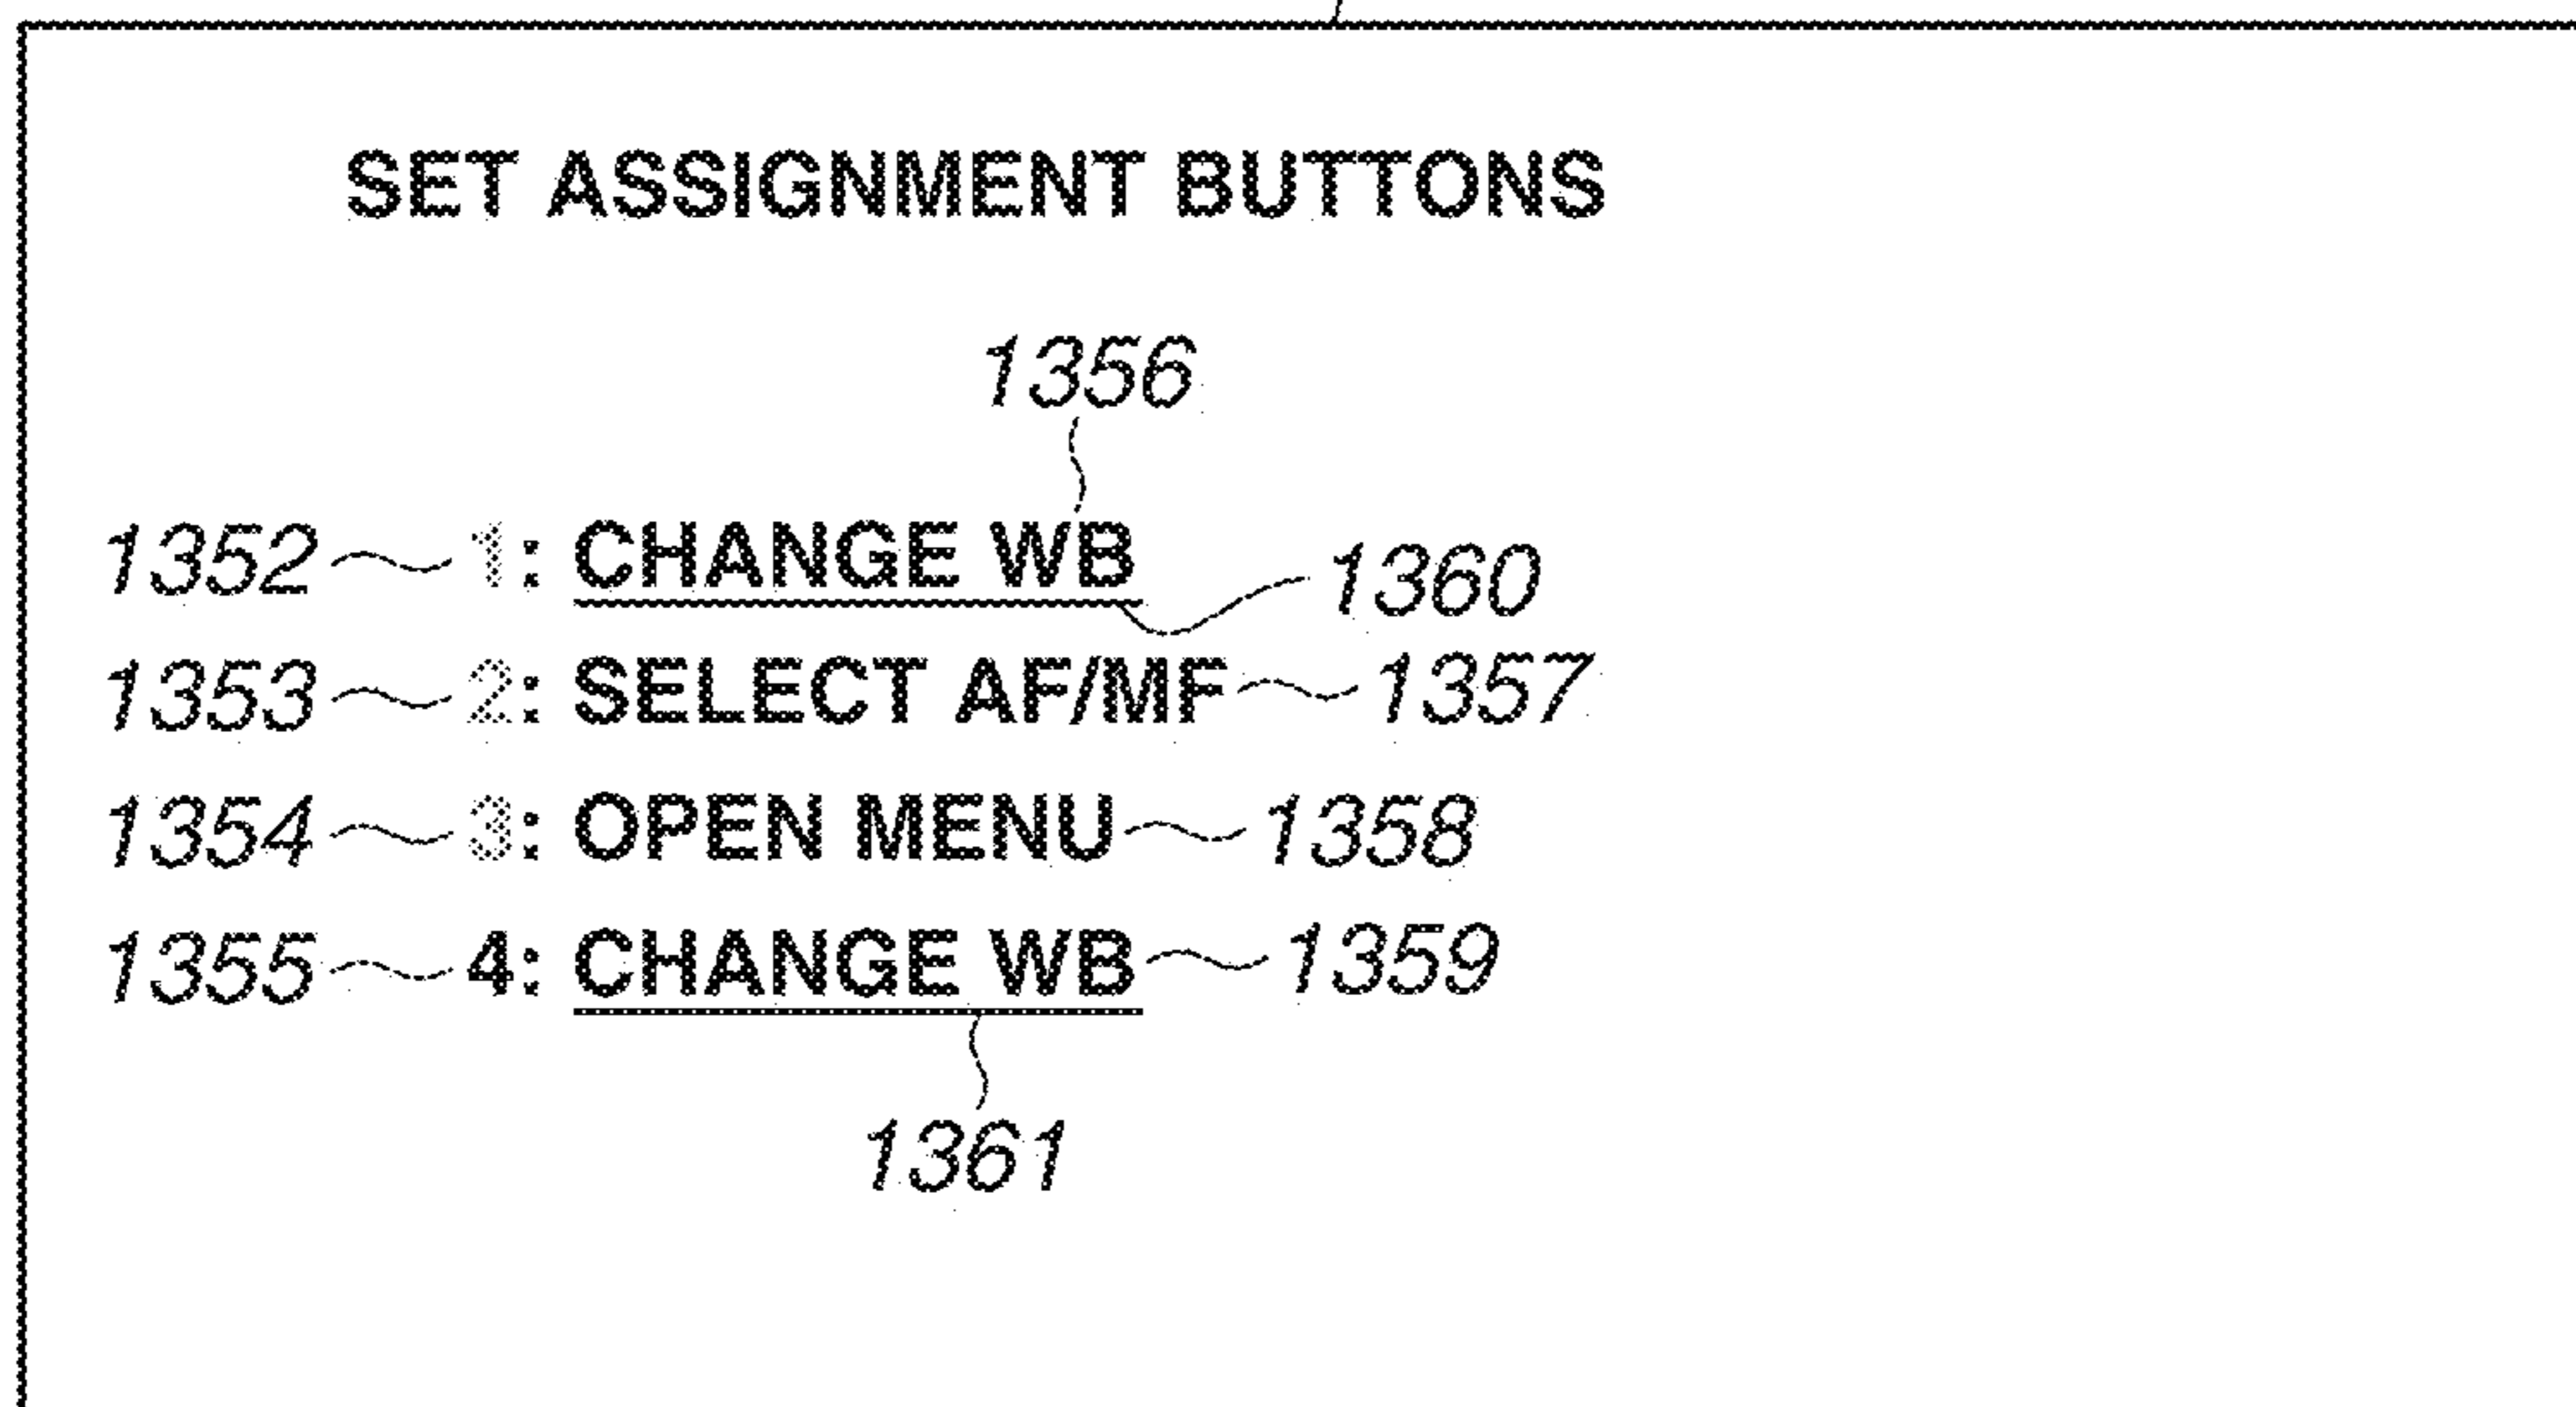 SET ASSIGNMENT BUTTONS
1356
1352 1: CHANGE WB 1360
1353 2: SELECT AF/MF 1357
1354 3: OPEN MENU 1358
1355 4: CHANGE WB 1359
1361